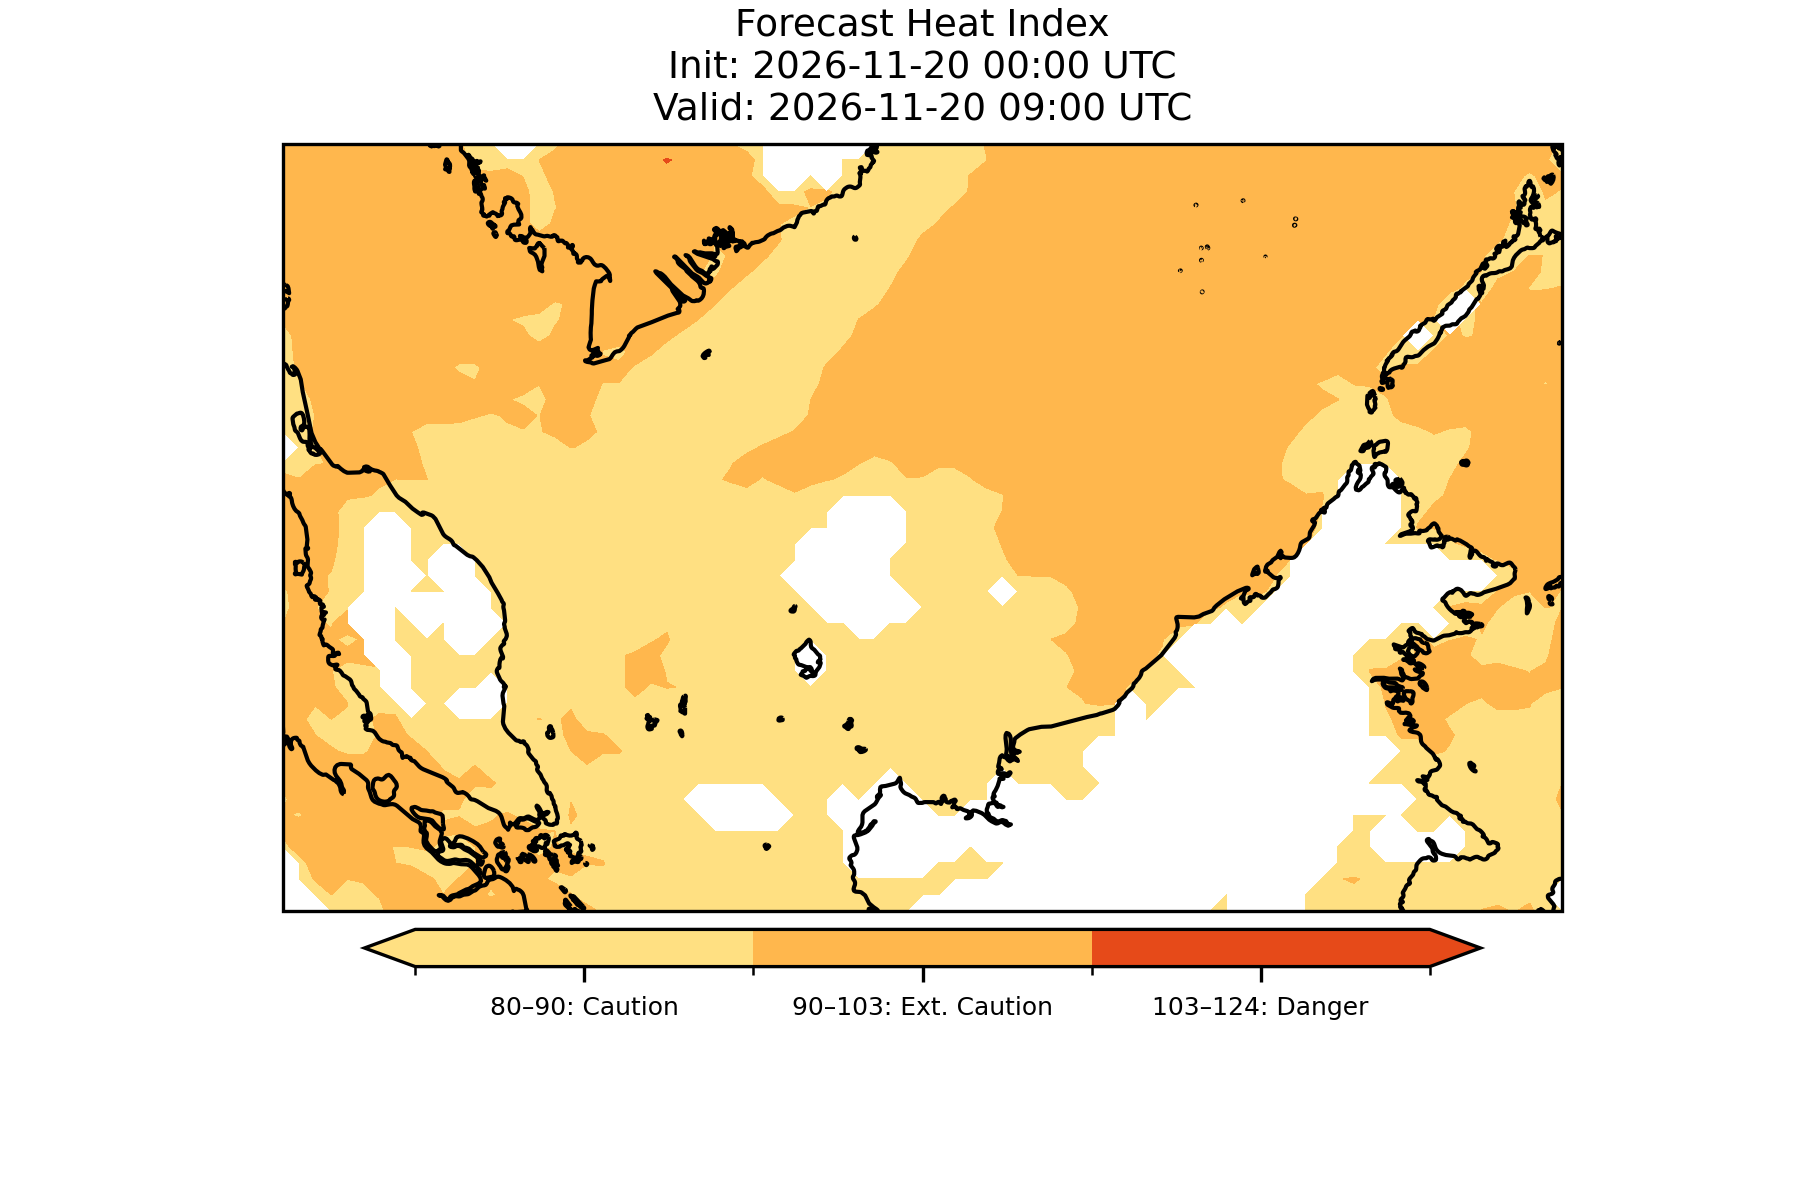 Forecast Heat Index
Init: 2026-11-20 00:00 UTC
Valid: 2026-11-20 09:00 UTC
80–90: Caution
90–103: Ext. Caution
103–124: Danger